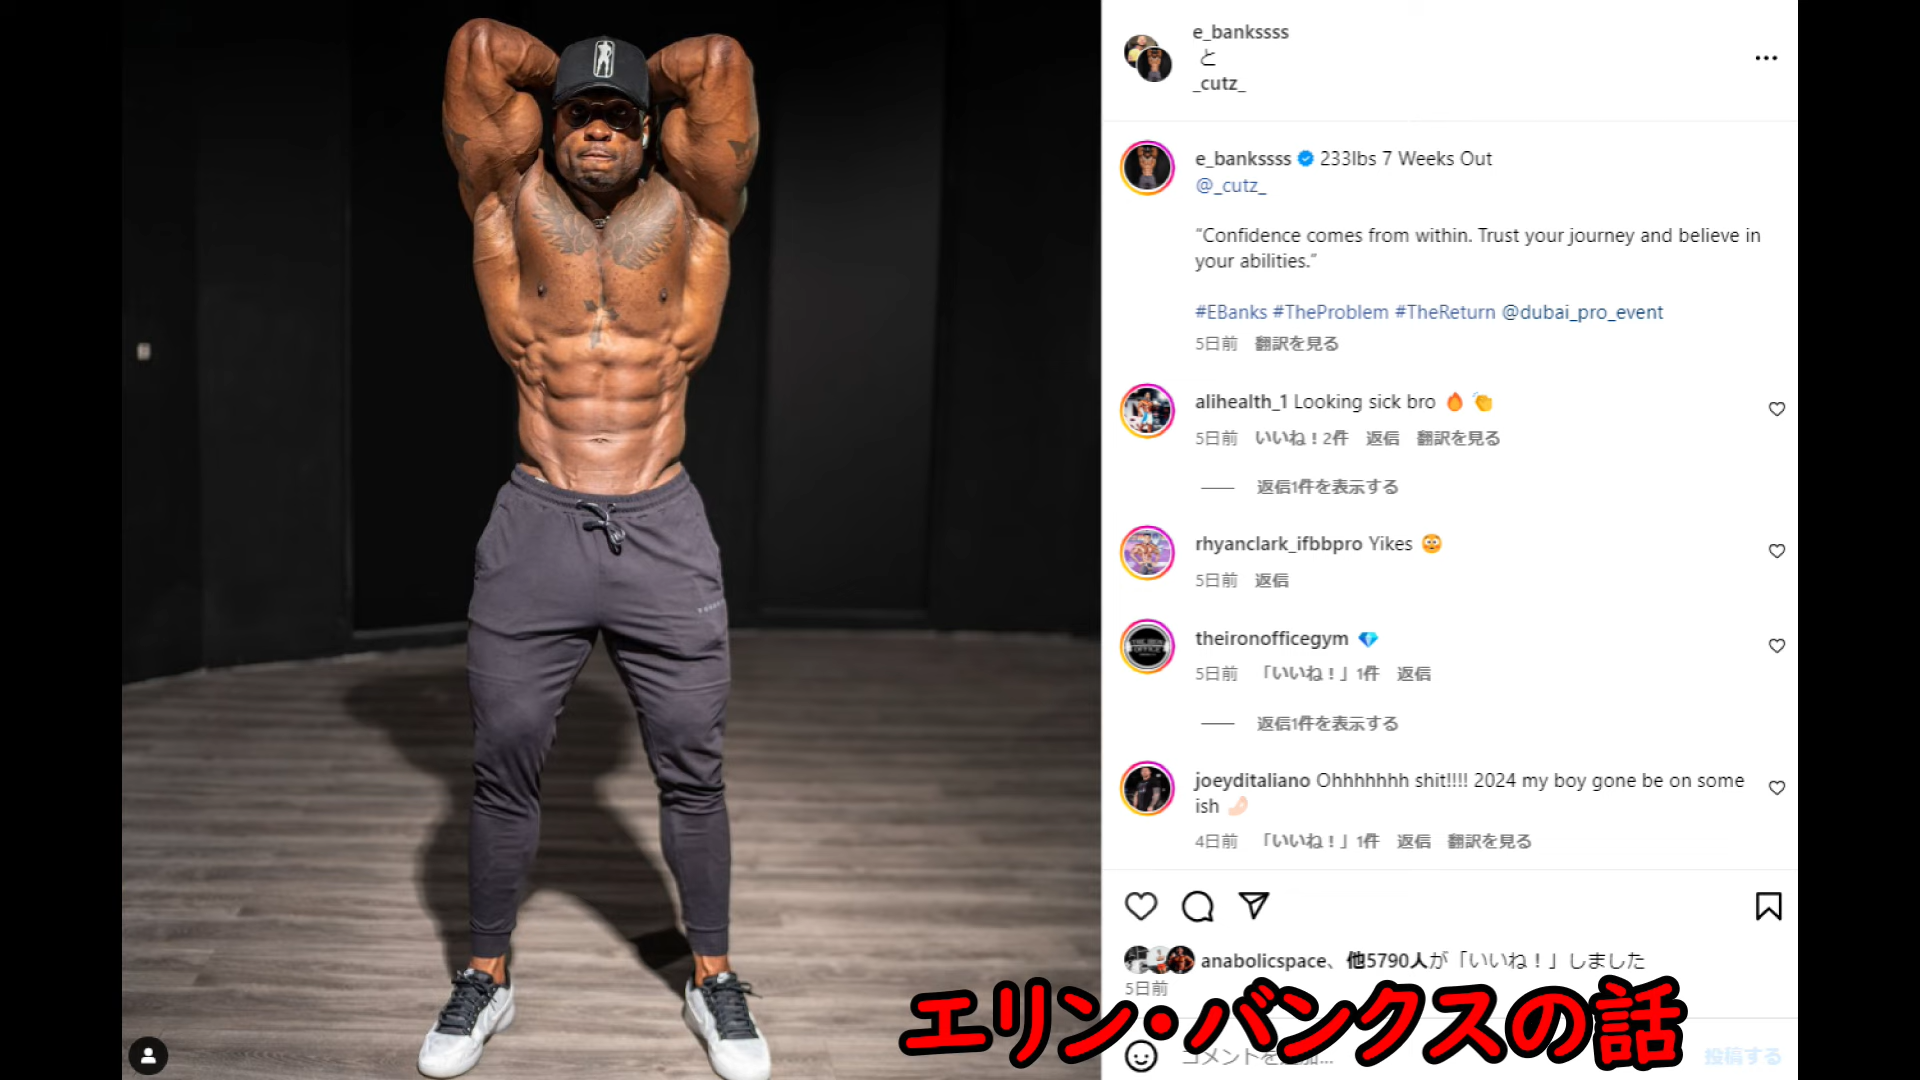 e_bankssss
と
_cutz_
e_bankssss 233lbs 7 Weeks Out
@_cutz_
“Confidence comes from within. Trust your journey and believe in
your abilities.”
#EBanks #TheProblem #TheReturn @dubai_pro_event
5日前 翻訳を見る
alihealth_1 Looking sick bro 🔥 👏
5日前 いいね！2件 返信 翻訳を見る
返信1件を表示する
rhyanclark_ifbbpro Yikes 😳
5日前 返信
theironofficegym 💎
5日前 「いいね！」1件 返信
返信1件を表示する
joeyditaliano Ohhhhhhh shit!!!! 2024 my boy gone be on some
ish 🤌🏻
4日前 「いいね！」1件 返信 翻訳を見る
anabolicspace、他5790人が「いいね！」しました
5日前
エリン・バンクスの話
コメントを追加...
投稿する